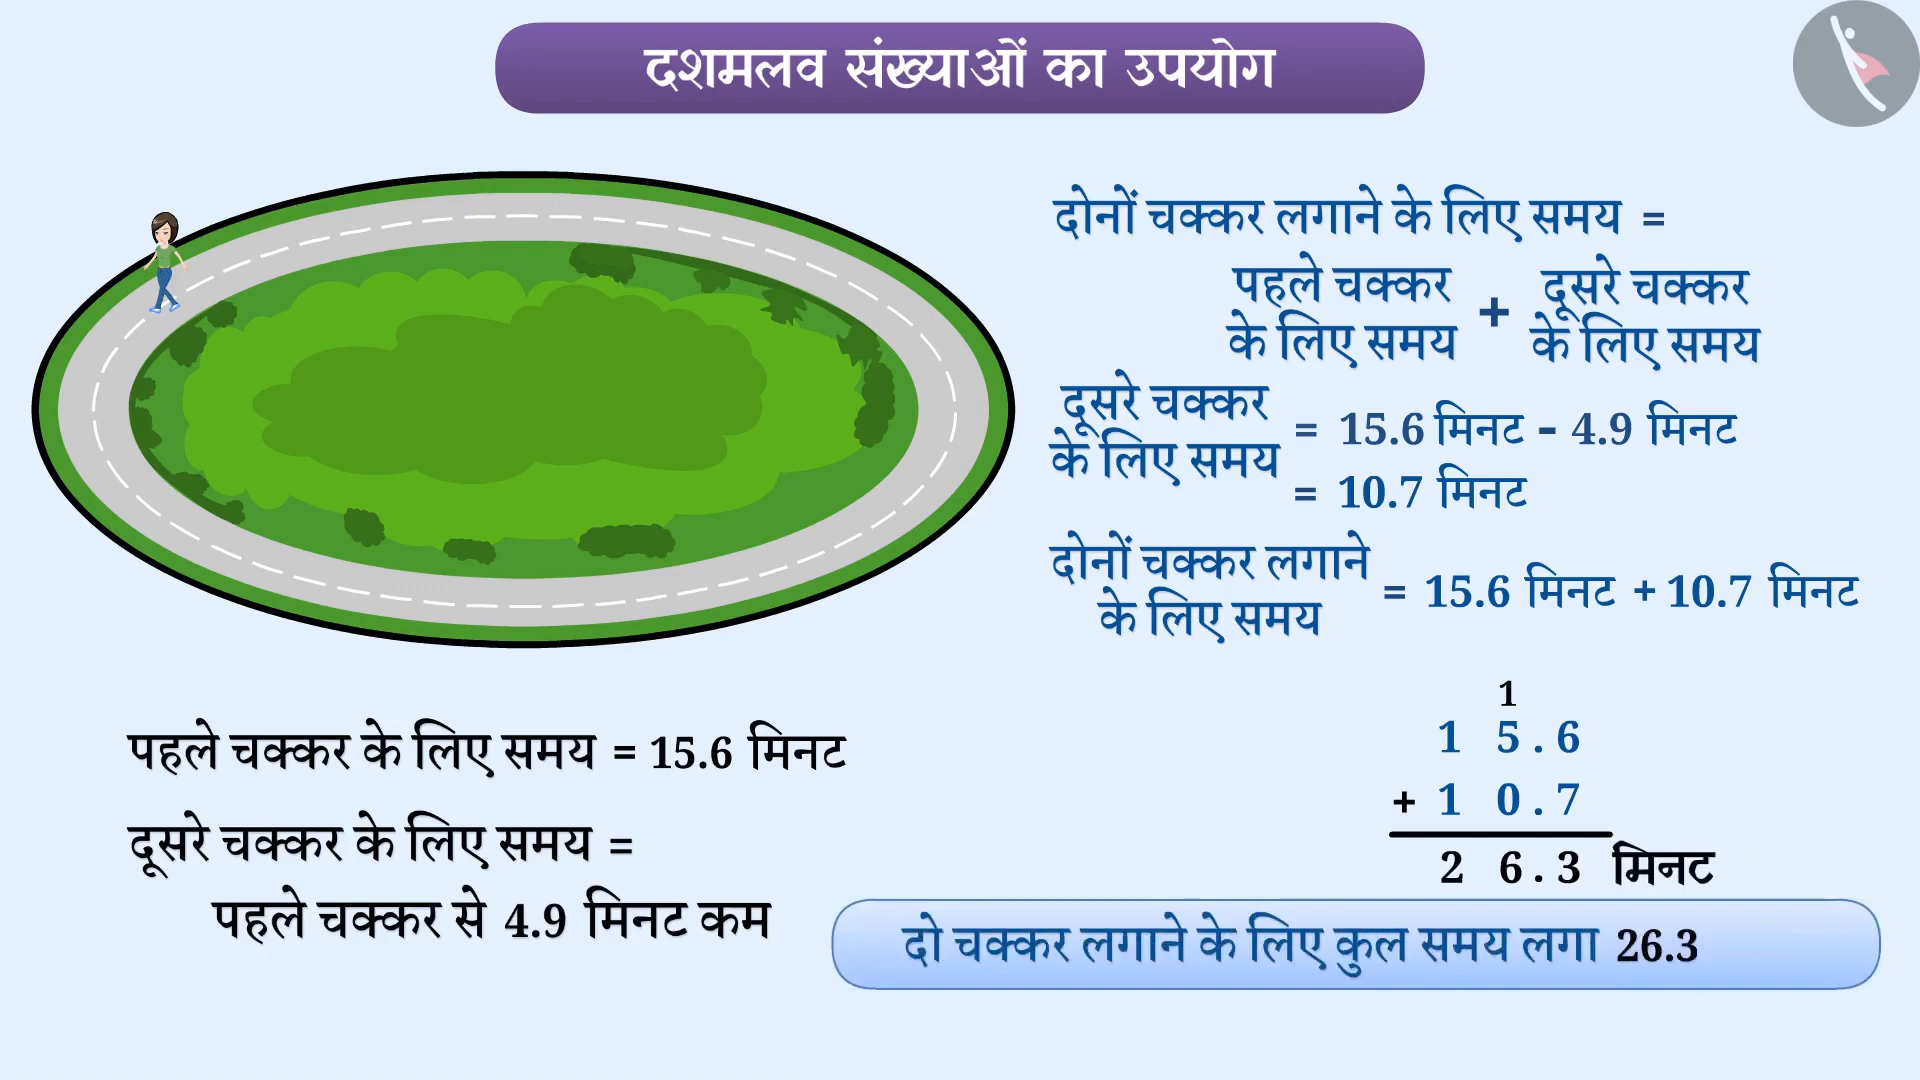 दशमलव संख्याओं का उपयोग
दोनों चक्कर लगाने के लिए समय =
पहले चक्कर के लिए समय + दूसरे चक्कर के लिए समय
दूसरे चक्कर के लिए समय = 15.6 मिनट - 4.9 मिनट
= 10.7 मिनट
दोनों चक्कर लगाने के लिए समय = 15.6 मिनट + 10.7 मिनट
1
1 5 . 6
+ 1 0 . 7
2 6 . 3 मिनट
पहले चक्कर के लिए समय = 15.6 मिनट
दूसरे चक्कर के लिए समय =
पहले चक्कर से 4.9 मिनट कम
दो चक्कर लगाने के लिए कुल समय लगा 26.3